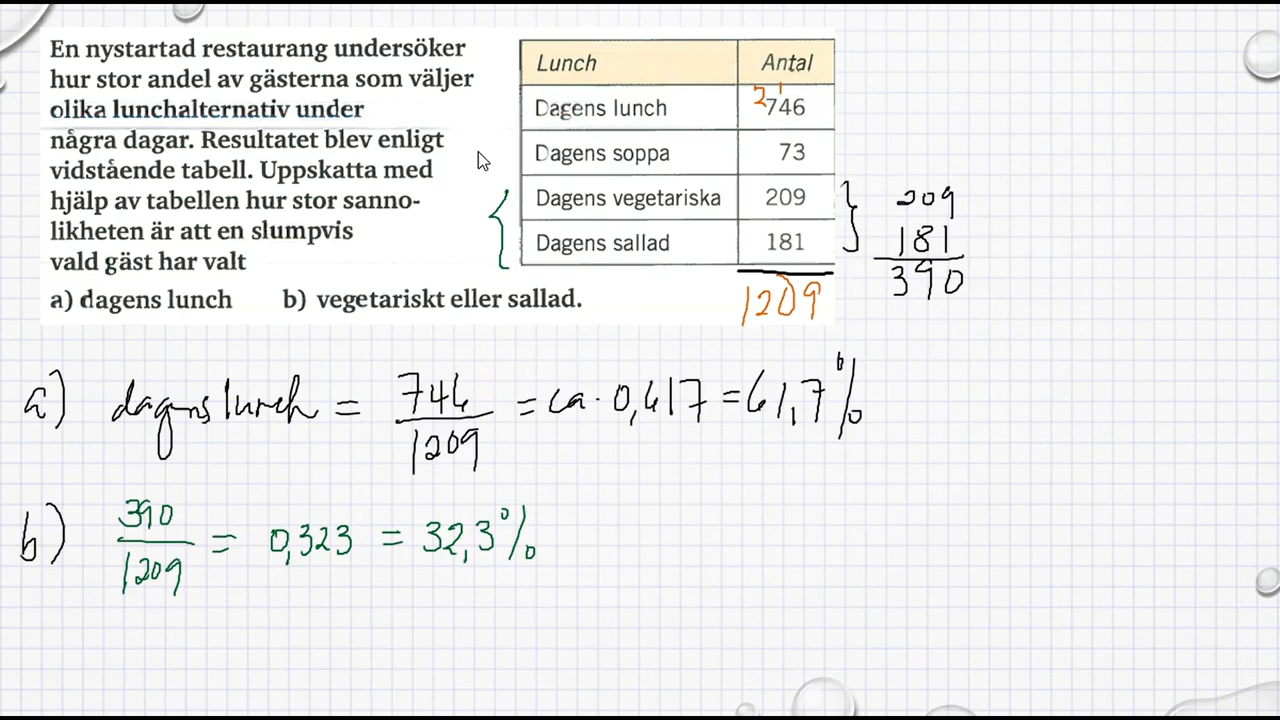 En nystartad restaurang undersöker
hur stor andel av gästerna som väljer
olika lunchalternativ under
några dagar. Resultatet blev enligt
vidstående tabell. Uppskatta med
hjälp av tabellen hur stor sanno-
likheten är att en slumpvis
vald gäst har valt
a) dagens lunch b) vegetariskt eller sallad.
Lunch Antal
2 1
Dagens lunch 746
Dagens soppa 73
Dagens vegetariska 209
Dagens sallad 181
1209
209
181
390
a) dagens lunch = 746/1209 = ca. 0,617 = 61,7 %
b) 390/1209 = 0,323 = 32,3 %